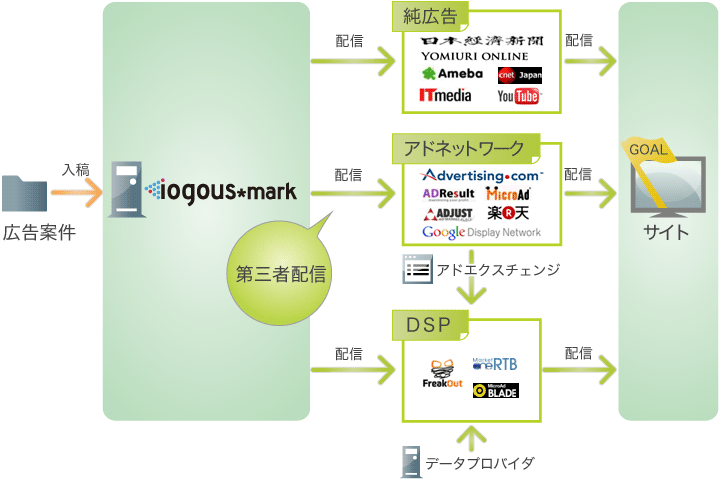 広告案件
入稿
logous*mark
第三者配信
配信
純広告
日本経済新聞
YOMIURI ONLINE
Ameba
cnet Japan
ITmedia
YouTube
配信
配信
アドネットワーク
Advertising.com
ADResult
MicroAd
ADJUST
楽天
Google Display Network
配信
アドエクスチェンジ
配信
DSP
FreakOut
Market
oneRTB
MicroAd
BLADE
配信
データプロバイダ
GOAL
サイト